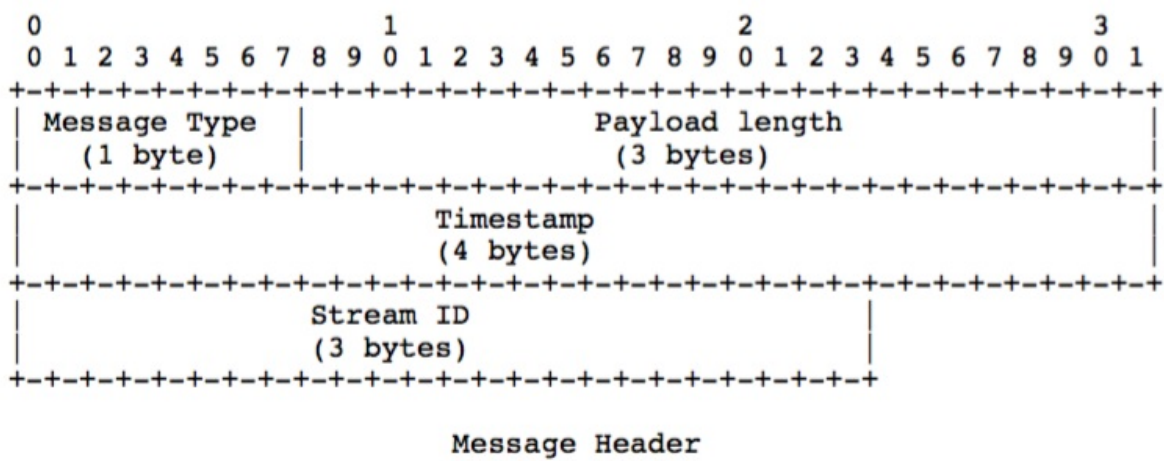 0 1 2 3
0 1 2 3 4 5 6 7 8 9 0 1 2 3 4 5 6 7 8 9 0 1 2 3 4 5 6 7 8 9 0 1
+-+-+-+-+-+-+-+-+-+-+-+-+-+-+-+-+-+-+-+-+-+-+-+-+-+-+-+-+-+-+-+-+
| Message Type | Payload length |
| (1 byte) | (3 bytes) |
+-+-+-+-+-+-+-+-+-+-+-+-+-+-+-+-+-+-+-+-+-+-+-+-+-+-+-+-+-+-+-+-+
| Timestamp |
| (4 bytes) |
+-+-+-+-+-+-+-+-+-+-+-+-+-+-+-+-+-+-+-+-+-+-+-+-+-+-+-+-+-+-+-+-+
| Stream ID |
| (3 bytes) |
+-+-+-+-+-+-+-+-+-+-+-+-+-+-+-+-+-+-+-+-+-+-+-+-+
Message Header